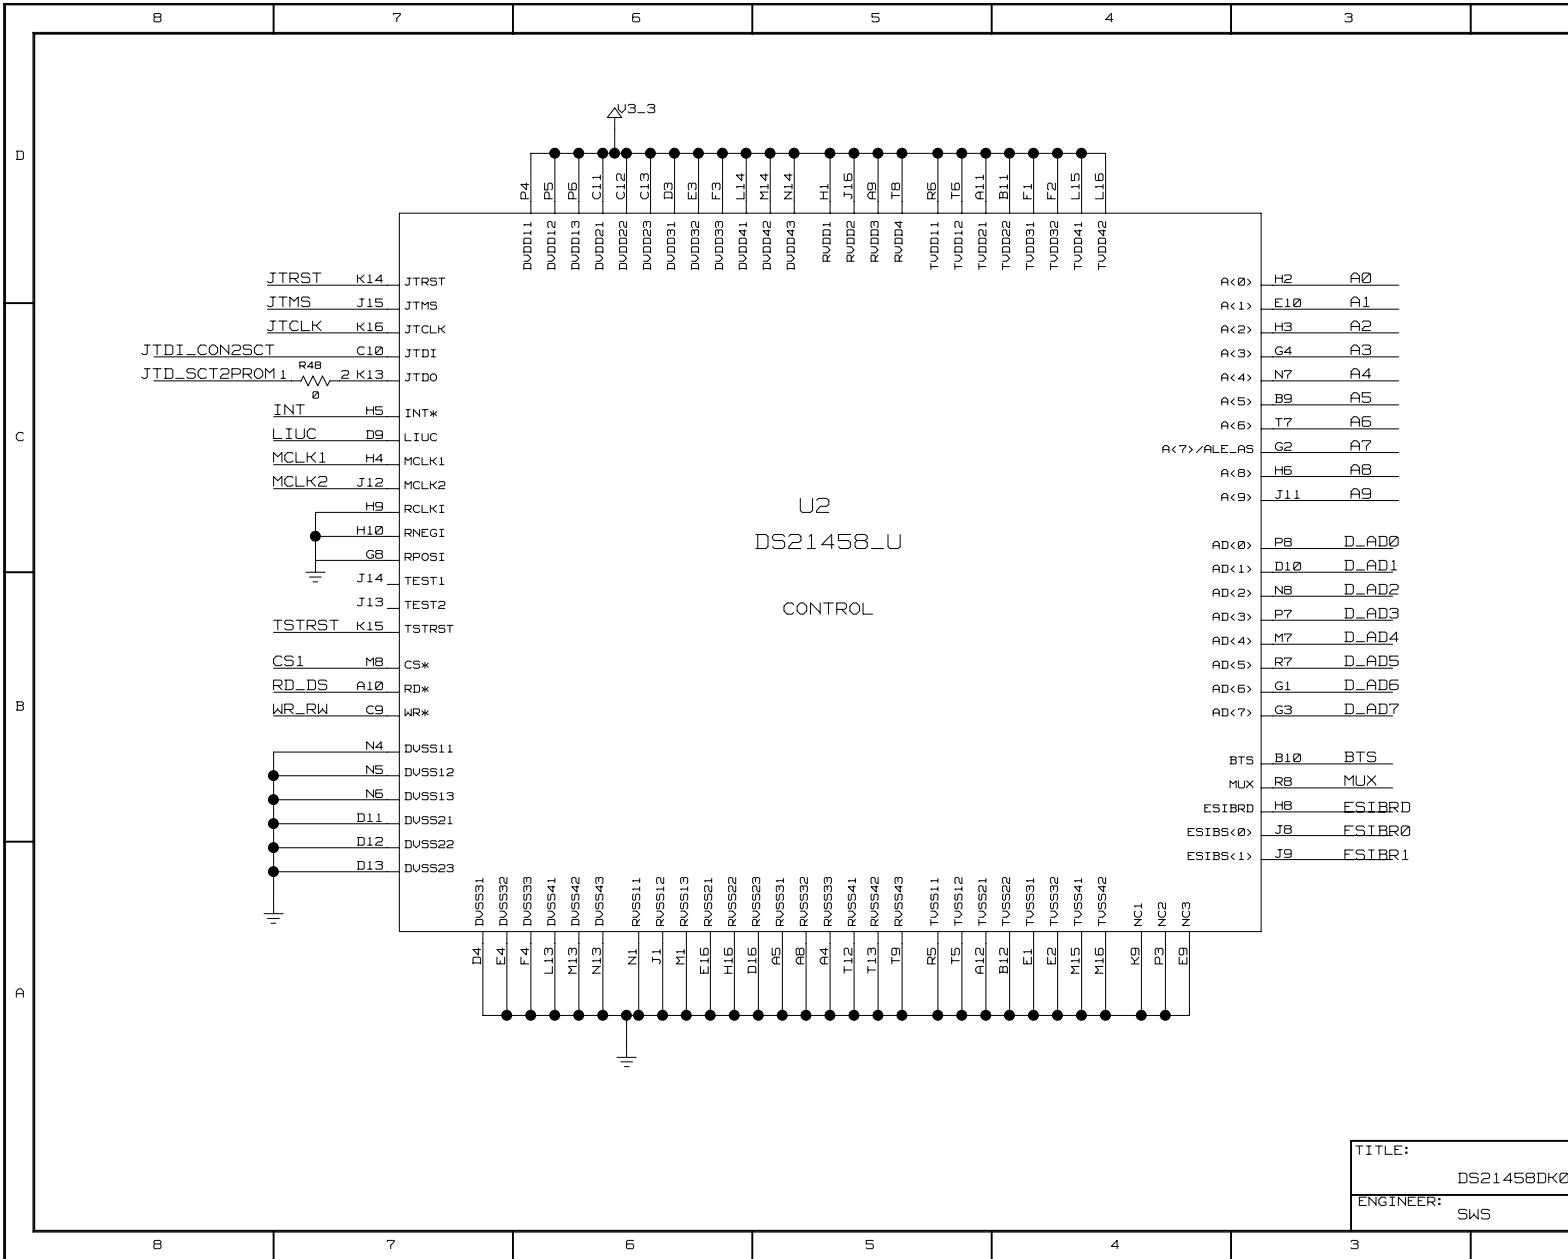 8 7 6 5 4 3
V3_3
D
P4 P5 P6 C11 C12 C13 D3 E3 F3 L14 M14 N14 H1 J16 A9 T8 R6 T6 A11 B11 F1 F2 L15 L16
DVDD11 DVDD12 DVDD13 DVDD21 DVDD22 DVDD23 DVDD31 DVDD32 DVDD33 DVDD41 DVDD42 DVDD43 RVDD1 RVDD2 RVDD3 RVDD4 TVDD11 TVDD12 TVDD21 TVDD22 TVDD31 TVDD32 TVDD41 TVDD42
JTRST K14 JTRST A<0> H2 A0
JTMS J15 JTMS A<1> E10 A1
JTCLK K16 JTCLK A<2> H3 A2
JTDI_CON2SCT C10 JTDI A<3> G4 A3
R48
JTD_SCT2PROM 1 2 K13 JTDO A<4> N7 A4
0
A<5> B9 A5
INT H5 INT*
A<6> T7 A6
C
LIUC D9 LIUC
A<7>/ALE_AS G2 A7
MCLK1 H4 MCLK1
A<8> H6 A8
MCLK2 J12 MCLK2
A<9> J11 A9
H9 RCLKI
U2
H10 RNEGI
DS21458_U
AD<0> P8 D_AD0
G8 RPOSI
AD<1> D10 D_AD1
J14 TEST1
AD<2> N8 D_AD2
J13 TEST2
CONTROL
AD<3> P7 D_AD3
TSTRST K15 TSTRST
AD<4> M7 D_AD4
CS1 M8 CS* AD<5> R7 D_AD5
RD_DS A10 RD* AD<6> G1 D_AD6
B
WR_RW C9 WR* AD<7> G3 D_AD7
N4 DVSS11
BTS B10 BTS
N5 DVSS12
MUX R8 MUX
N6 DVSS13
ESIBRD H8 ESIBRD
D11 DVSS21
ESIBS<0> J8 ESIBR0
D12 DVSS22
ESIBS<1> J9 ESIBR1
D13 DVSS23
DVSS31 DVSS32 DVSS33 DVSS41 DVSS42 DVSS43 RVSS11 RVSS12 RVSS13 RVSS21 RVSS22 RVSS23 RVSS31 RVSS32 RVSS33 RVSS41 RVSS42 RVSS43 TVSS11 TVSS12 TVSS21 TVSS22 TVSS31 TVSS32 TVSS41 TVSS42 NC1 NC2 NC3
D4 E4 F4 L13 M13 N13 N1 J1 M1 E16 H16 D16 A5 A8 A4 T12 T13 T9 R5 T5 A12 B12 E1 E2 M15 M16 K9 P3 E9
A
TITLE:
DS21458DK0
ENGINEER:
SWS
8 7 6 5 4 3